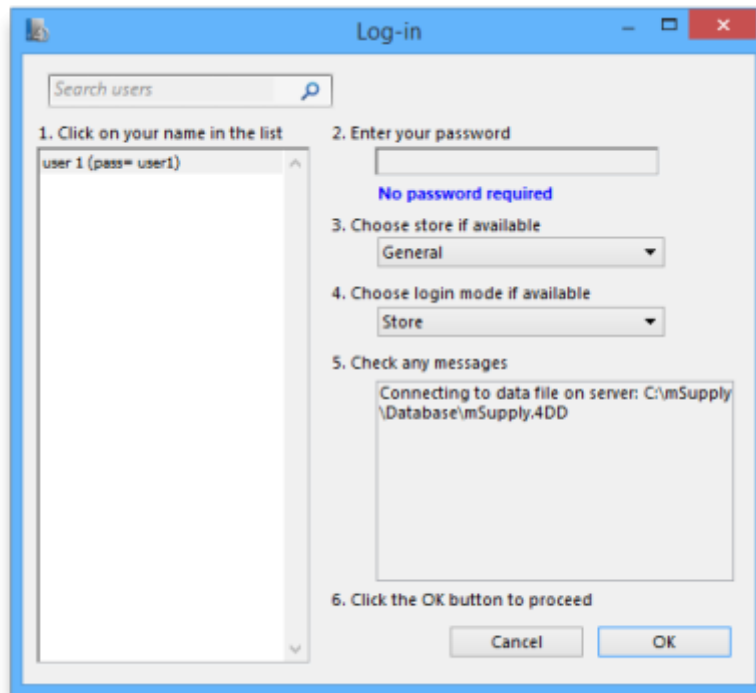 Log-in
Search users
1. Click on your name in the list
user 1 (pass= user1)
2. Enter your password
No password required
3. Choose store if available
General
4. Choose login mode if available
Store
5. Check any messages
Connecting to data file on server: C:\mSupply
\Database\mSupply.4DD
6. Click the OK button to proceed
Cancel
OK